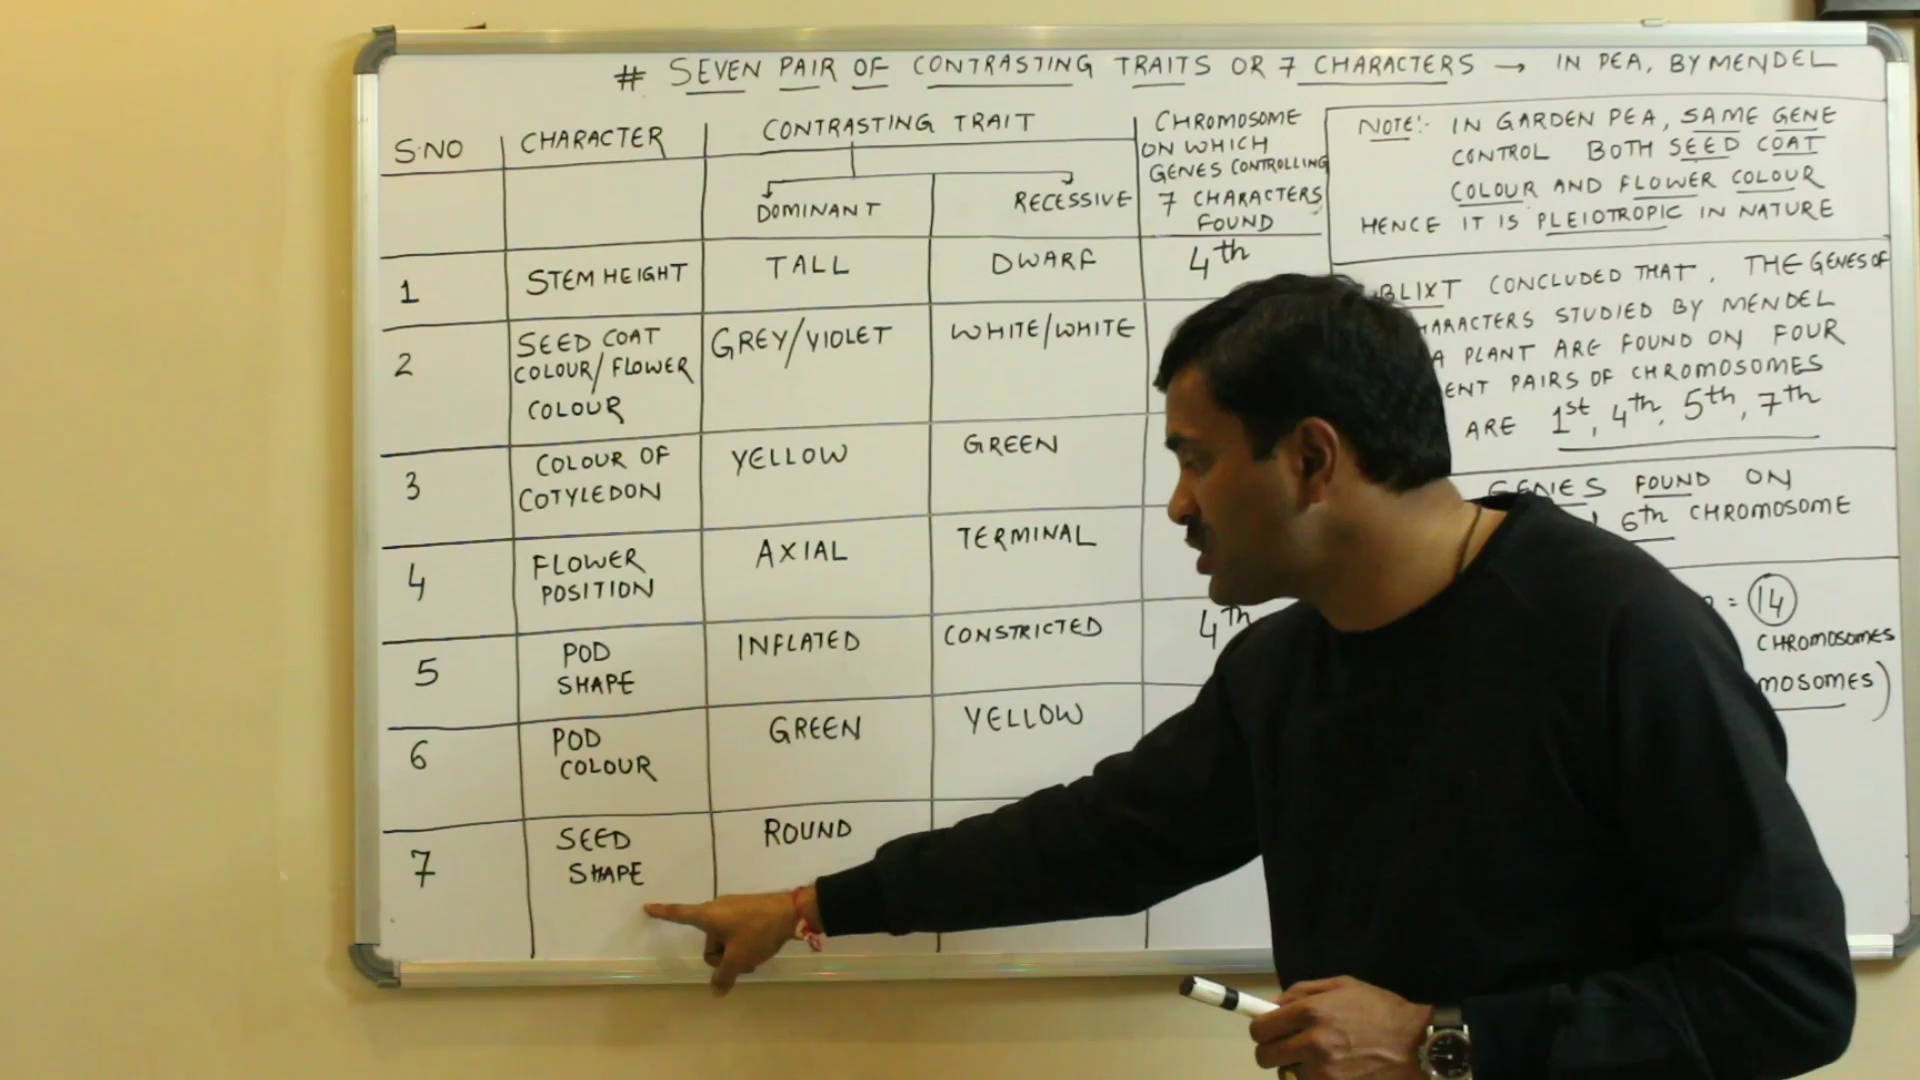 # SEVEN PAIR OF CONTRASTING TRAITS OR 7 CHARACTERS → IN PEA, BY MENDEL
S.NO
CHARACTER
CONTRASTING TRAIT
DOMINANT
RECESSIVE
CHROMOSOME
ON WHICH
GENES CONTROLLING
7 CHARACTERS
FOUND
1
STEM HEIGHT
TALL
DWARF
4th
2
SEED COAT
COLOUR/FLOWER
COLOUR
GREY/VIOLET
WHITE/WHITE
3
COLOUR OF
COTYLEDON
YELLOW
GREEN
4
FLOWER
POSITION
AXIAL
TERMINAL
5
POD
SHAPE
INFLATED
CONSTRICTED
4th
6
POD
COLOUR
GREEN
YELLOW
7
SEED
SHAPE
ROUND
NOTE:- IN GARDEN PEA, SAME GENE
CONTROL BOTH SEED COAT
COLOUR AND FLOWER COLOUR
HENCE IT IS PLEIOTROPIC IN NATURE
BLIXT CONCLUDED THAT, THE GENES OF
STUDIED BY MENDEL
PLANT ARE FOUND ON FOUR
PAIRS OF CHROMOSOMES
ARE 1st, 4th, 5th, 7th
GENES FOUND ON
6th CHROMOSOME
= 14
CHROMOSOMES